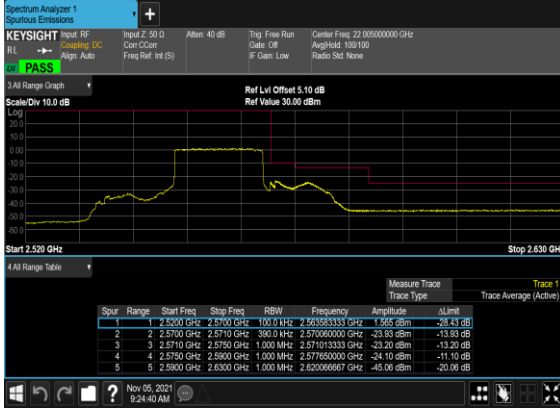 Spectrum Analyzer 1
Spurious Emissions
+
KEYSIGHT Input: RF Input Z: 50 Ω Atten: 40 dB Trig: Free Run Center Freq: 22.005000000 GHz
RL Coupling: DC Corr CCorr Gate: Off Avg|Hold: 100/100
Align: Auto Freq Ref: Int (S) IF Gain: Low Radio Std: None
LXI PASS
3 All Range Graph
Ref Lvl Offset 5.10 dB
Scale/Div 10.0 dB Ref Value 30.00 dBm
Log
20.0
10.0
0.00
-10.0
-20.0
-30.0
-40.0
-50.0
-60.0
Start 2.520 GHz Stop 2.630 GH
4 All Range Table
Measure Trace Trace 1
Trace Type Trace Average (Active)
Spur Range Start Freq Stop Freq RBW Frequency Amplitude ΔLimit
1 1 2.5200 GHz 2.5700 GHz 100.0 kHz 2.563583333 GHz 1.565 dBm -28.43 dB
2 2 2.5700 GHz 2.5710 GHz 390.0 kHz 2.570060000 GHz -23.93 dBm -13.93 dB
3 3 2.5710 GHz 2.5750 GHz 1.000 MHz 2.571013333 GHz -23.20 dBm -13.20 dB
4 4 2.5750 GHz 2.5900 GHz 1.000 MHz 2.577650000 GHz -24.10 dBm -11.10 dB
5 5 2.5900 GHz 2.6300 GHz 1.000 MHz 2.620066667 GHz -45.06 dBm -20.06 dB
?
Nov 05, 2021
9:24:40 AM